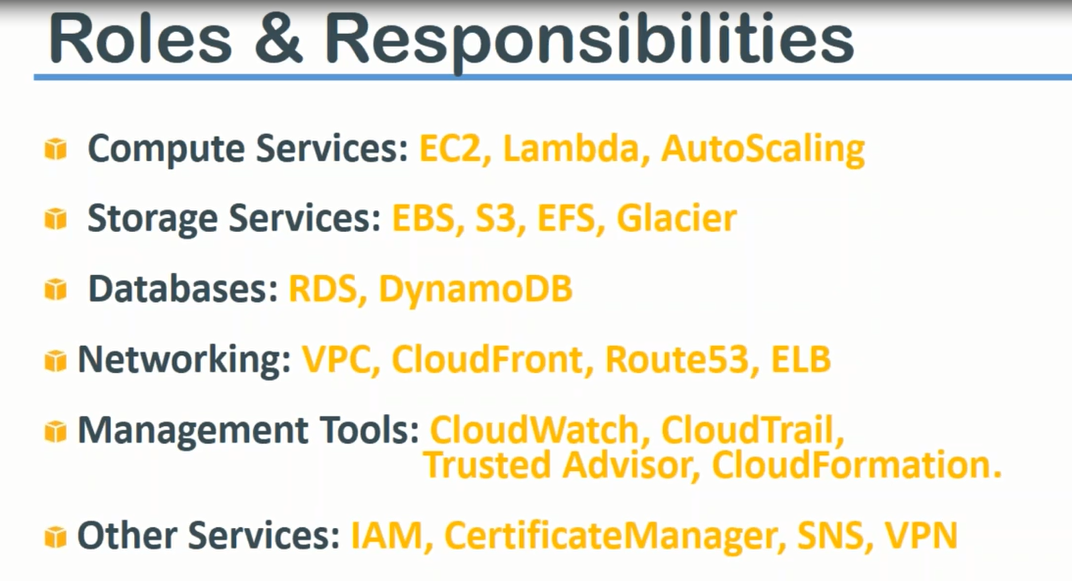 Roles & Responsibilities
Compute Services: EC2, Lambda, AutoScaling
Storage Services: EBS, S3, EFS, Glacier
Databases: RDS, DynamoDB
Networking: VPC, CloudFront, Route53, ELB
Management Tools: CloudWatch, CloudTrail,
Trusted Advisor, CloudFormation.
Other Services: IAM, CertificateManager, SNS, VPN